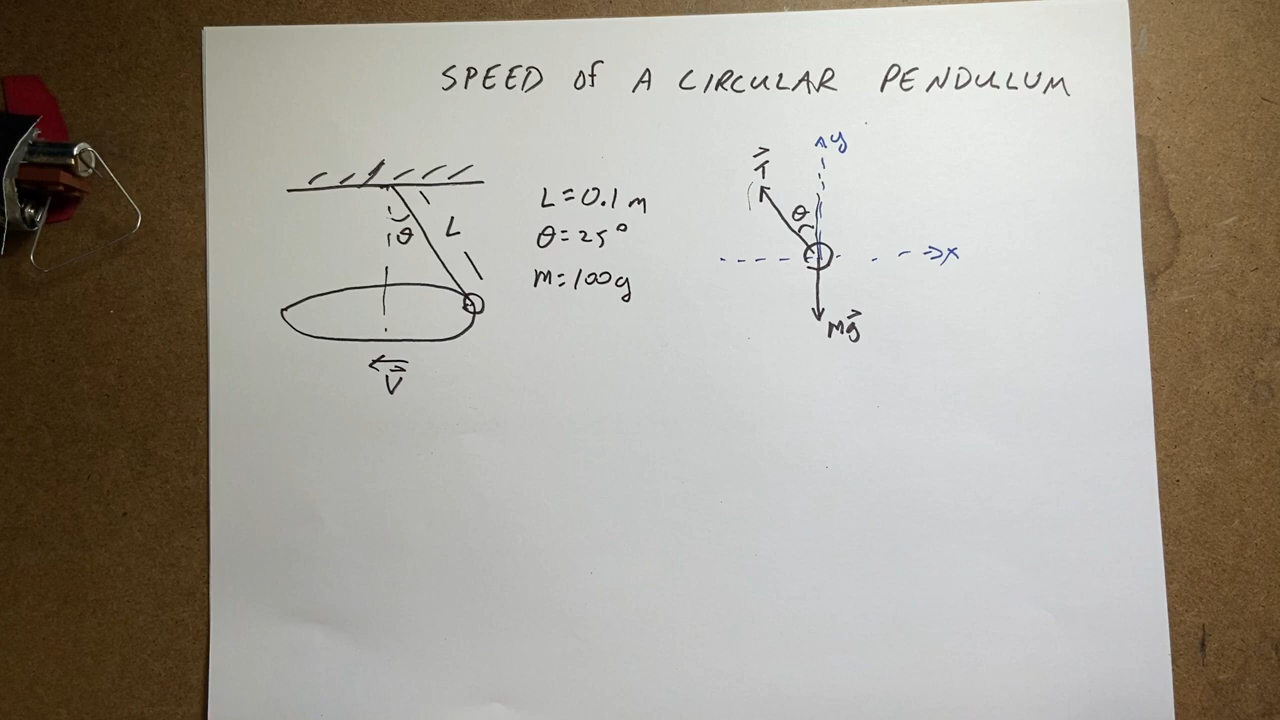 SPEED of A CIRCULAR PENDULUM
θ
L
V
L=0.1 m
θ=25°
m=100g
T
θ
y
x
Mg